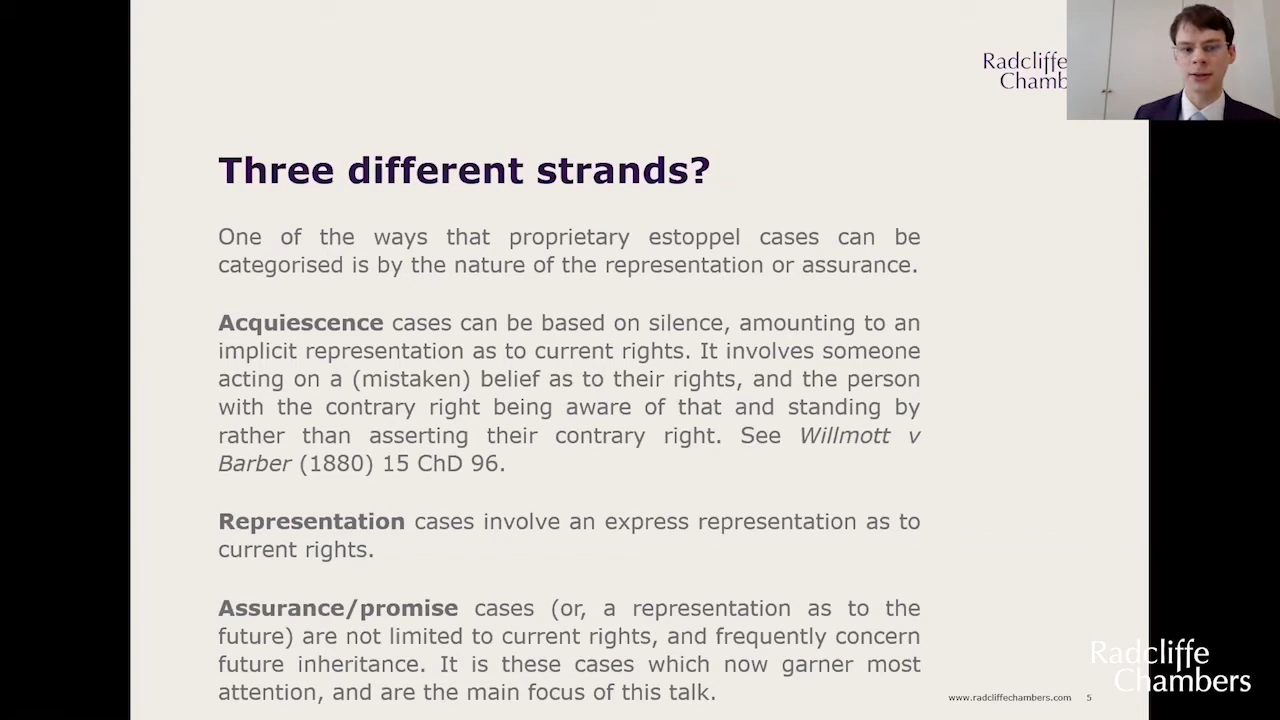 Radcliffe
Chamb
Three different strands?
One of the ways that proprietary estoppel cases can be
categorised is by the nature of the representation or assurance.
Acquiescence cases can be based on silence, amounting to an
implicit representation as to current rights. It involves someone
acting on a (mistaken) belief as to their rights, and the person
with the contrary right being aware of that and standing by
rather than asserting their contrary right. See Willmott v
Barber (1880) 15 ChD 96.
Representation cases involve an express representation as to
current rights.
Assurance/promise cases (or, a representation as to the
future) are not limited to current rights, and frequently concern
future inheritance. It is these cases which now garner most
attention, and are the main focus of this talk.
www.radcliffechambers.com 5
Radcliffe
Chambers